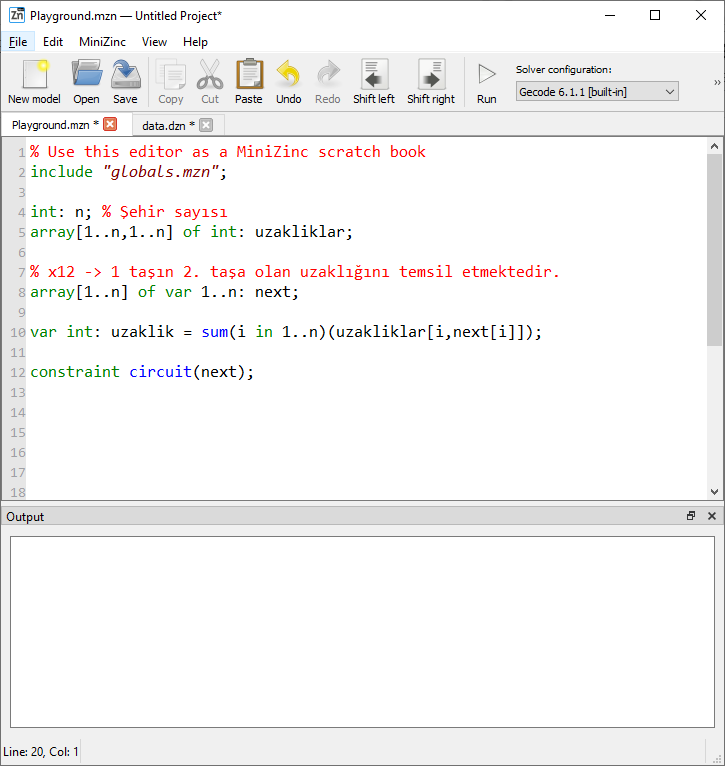 Zn Playground.mzn — Untitled Project*
File Edit MiniZinc View Help
New model Open Save Copy Cut Paste Undo Redo Shift left Shift right Run
Solver configuration:
Gecode 6.1.1 [built-in]
Playground.mzn * data.dzn *
1 % Use this editor as a MiniZinc scratch book
2 include "globals.mzn";
3
4 int: n; % Şehir sayısı
5 array[1..n,1..n] of int: uzakliklar;
6
7 % x12 -> 1 taşın 2. taşa olan uzaklığını temsil etmektedir.
8 array[1..n] of var 1..n: next;
9
10 var int: uzaklik = sum(i in 1..n)(uzakliklar[i,next[i]]);
11
12 constraint circuit(next);
13
14
15
16
17
18
Output
Line: 20, Col: 1